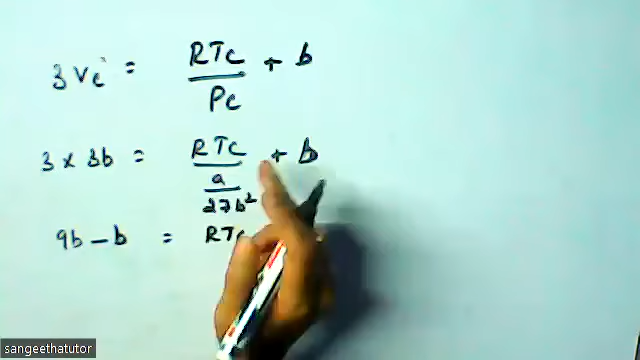 3Vc = RTc / Pc + b
3 × 3b = RTc / a / 27b² + b
9b − b = RTc
sangeethatutor